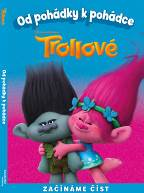 Od pohádky k pohádce
Trollové
ZAČÍNÁME ČÍST
Od pohádky k pohádce